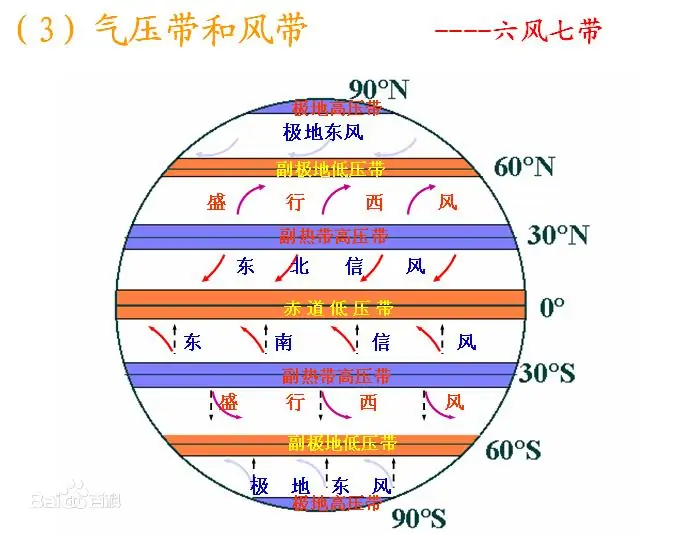 （3）气压带和风带 ----六风七带
90°N
极地高压带
极地东风
副极地低压带 60°N
盛行西风
副热带高压带 30°N
东北信风
赤道低压带 0°
东南信风
副热带高压带 30°S
盛行西风
副极地低压带 60°S
极地东风
Bai百科
极地高压带
90°S